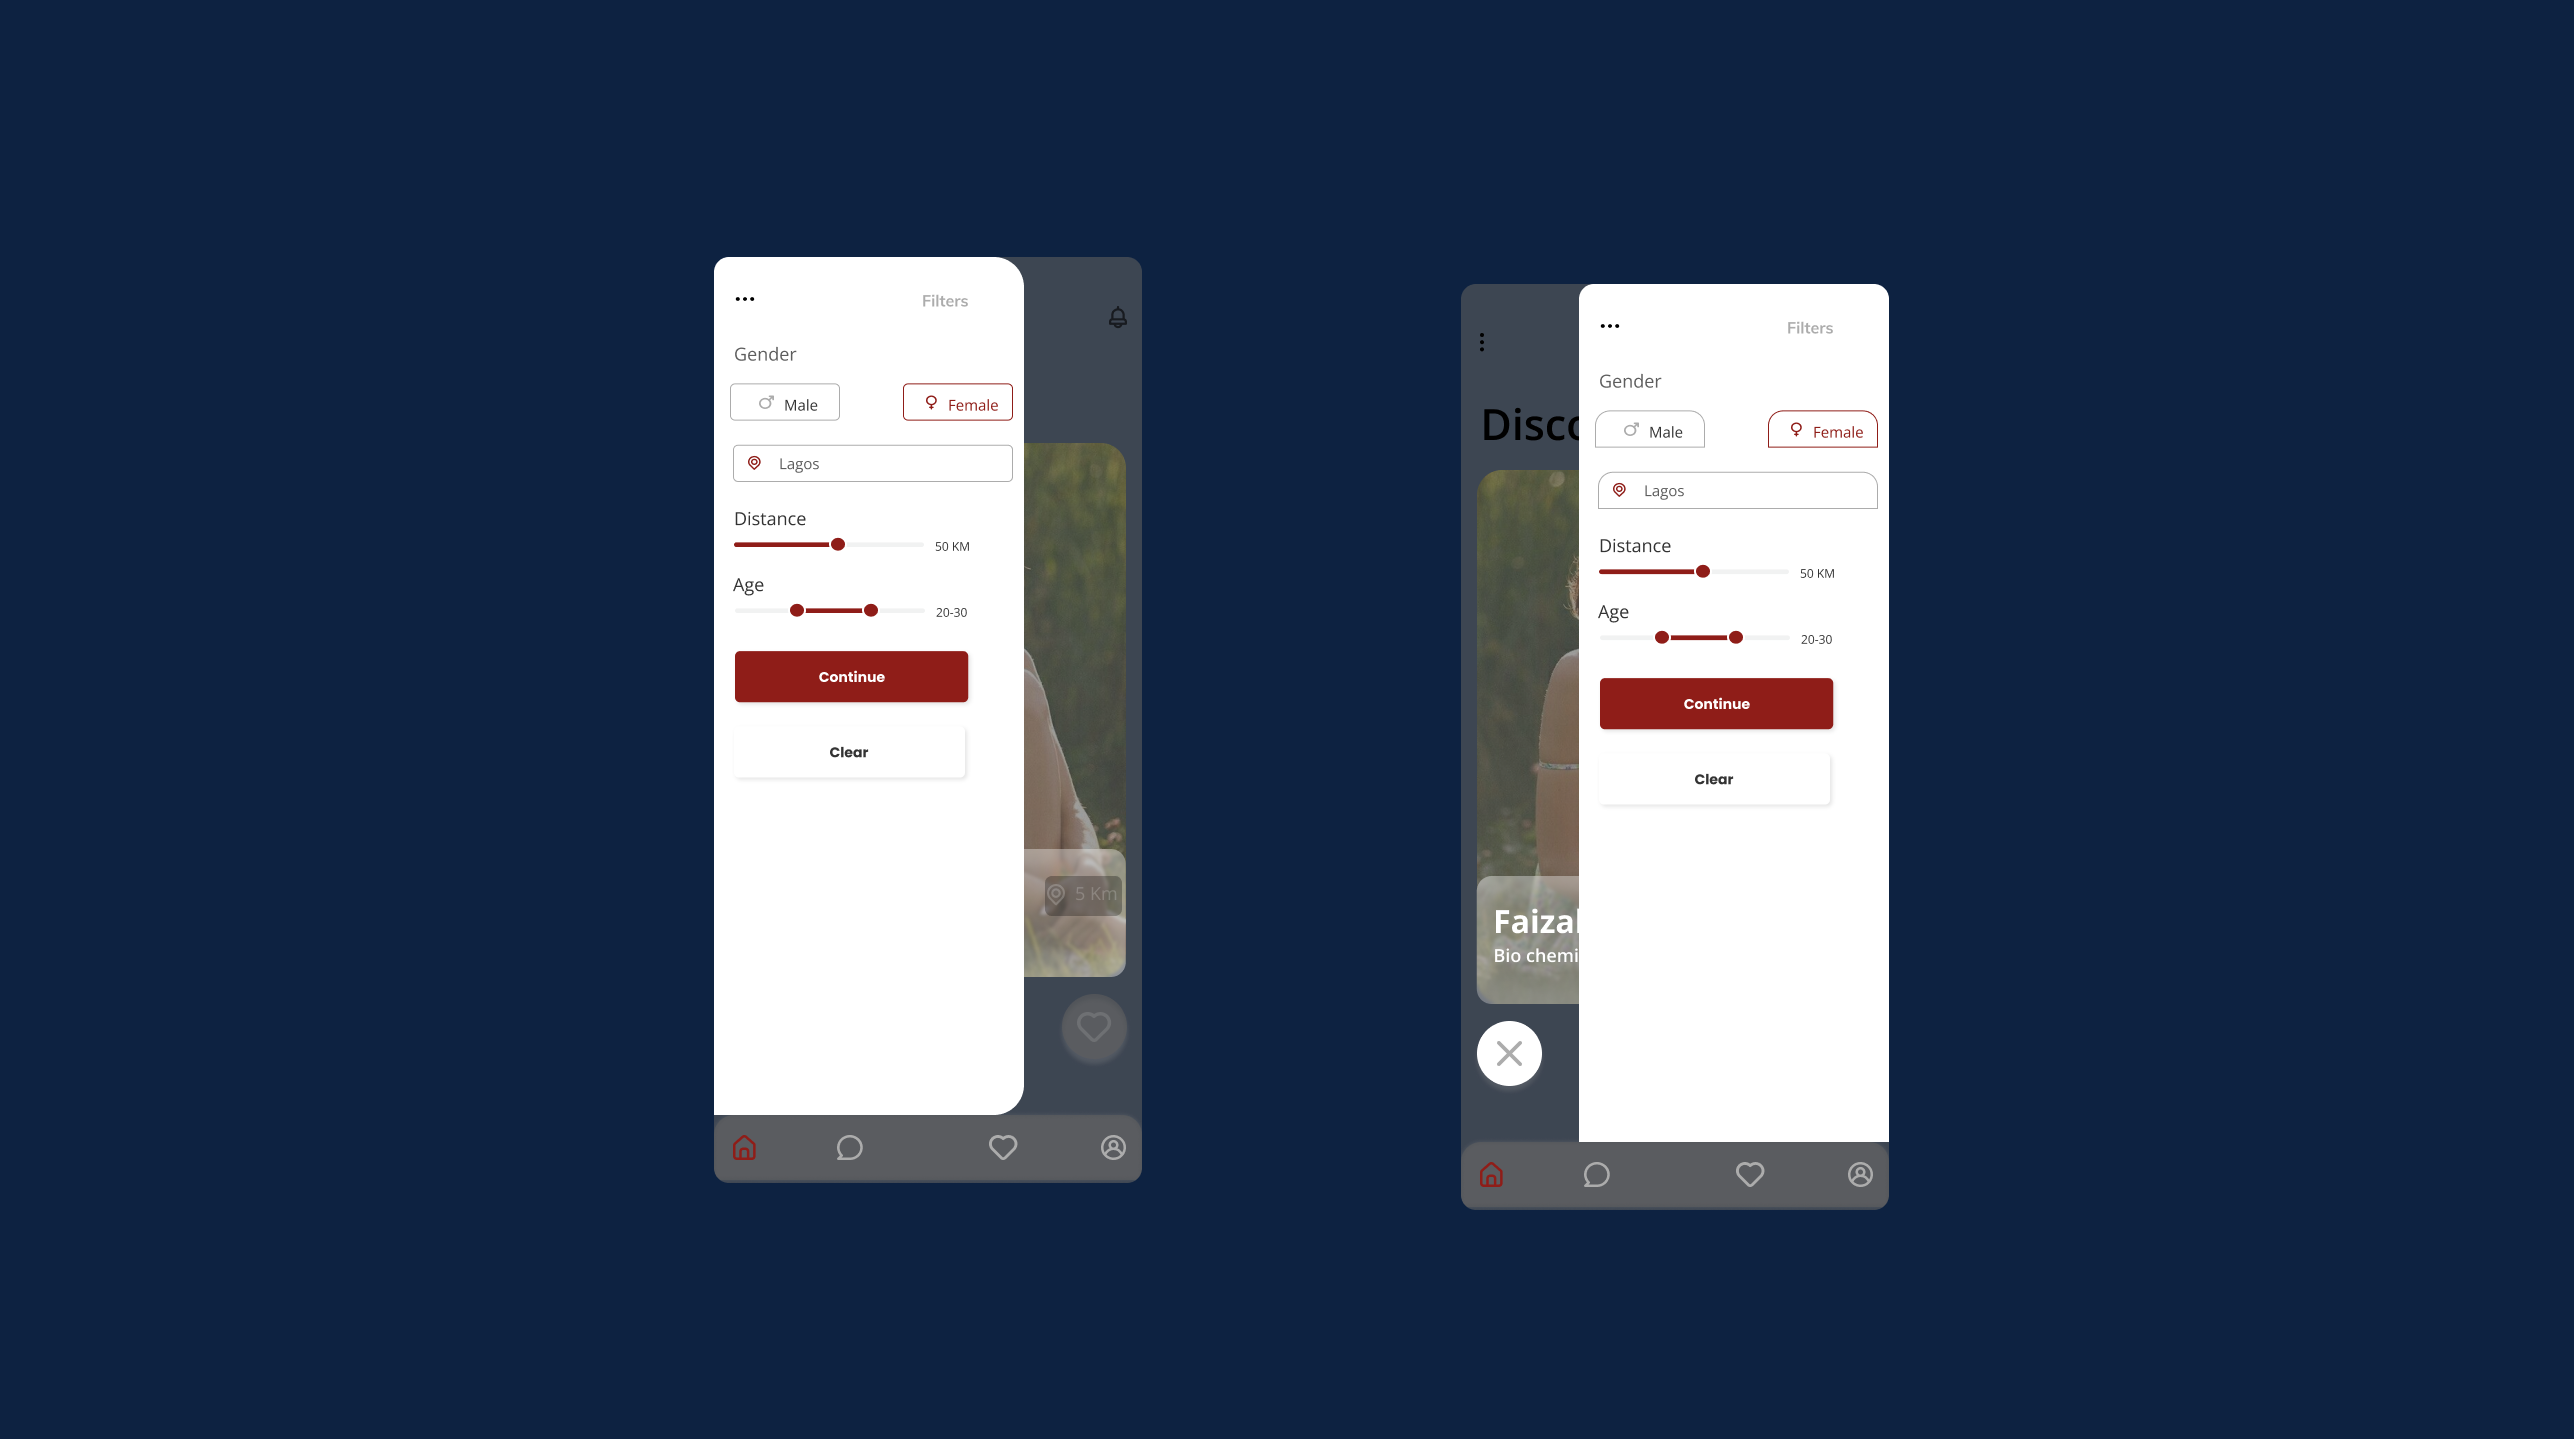 Filters
Gender
Male
Female
Lagos
Distance
50 KM
Age
20-30
Continue
Clear
5 Km
Filters
Gender
Disco
Male
Female
Lagos
Distance
50 KM
Age
20-30
Continue
Clear
Faizal
Bio chemi